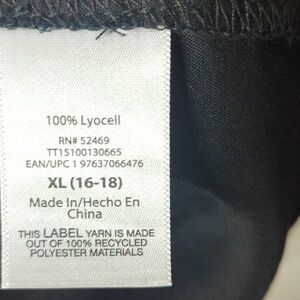 100% Lyocell
RN# 52469
TT15100130665
EAN/UPC 1 97637066476
XL (16-18)
Made In/Hecho En
China
THIS LABEL YARN IS MADE
OUT OF 100% RECYCLED
POLYESTER MATERIALS